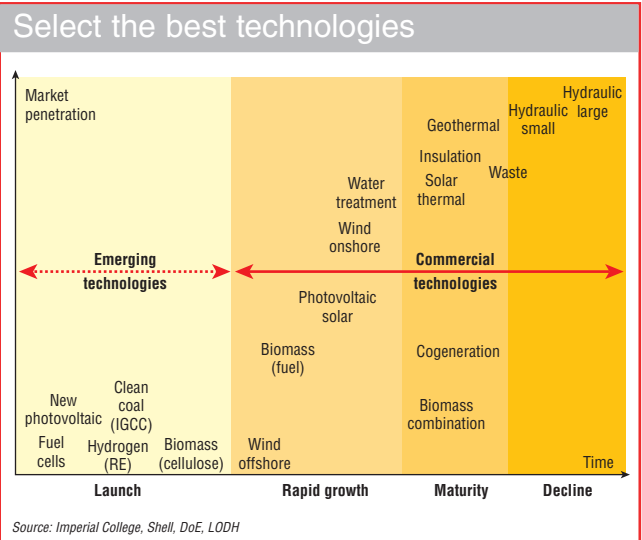 Select the best technologies
Market
penetration
Hydraulic
large
Hydraulic
small
Geothermal
Insulation
Waste
Solar
thermal
Water
treatment
Wind
onshore
Emerging
technologies
Commercial
technologies
Photovoltaic
solar
Biomass
(fuel)
Cogeneration
Clean
coal
(IGCC)
New
photovoltaic
Biomass
combination
Fuel
cells
Hydrogen
(RE)
Biomass
(cellulose)
Wind
offshore
Time
Launch
Rapid growth
Maturity
Decline
Source: Imperial College, Shell, DoE, LODH